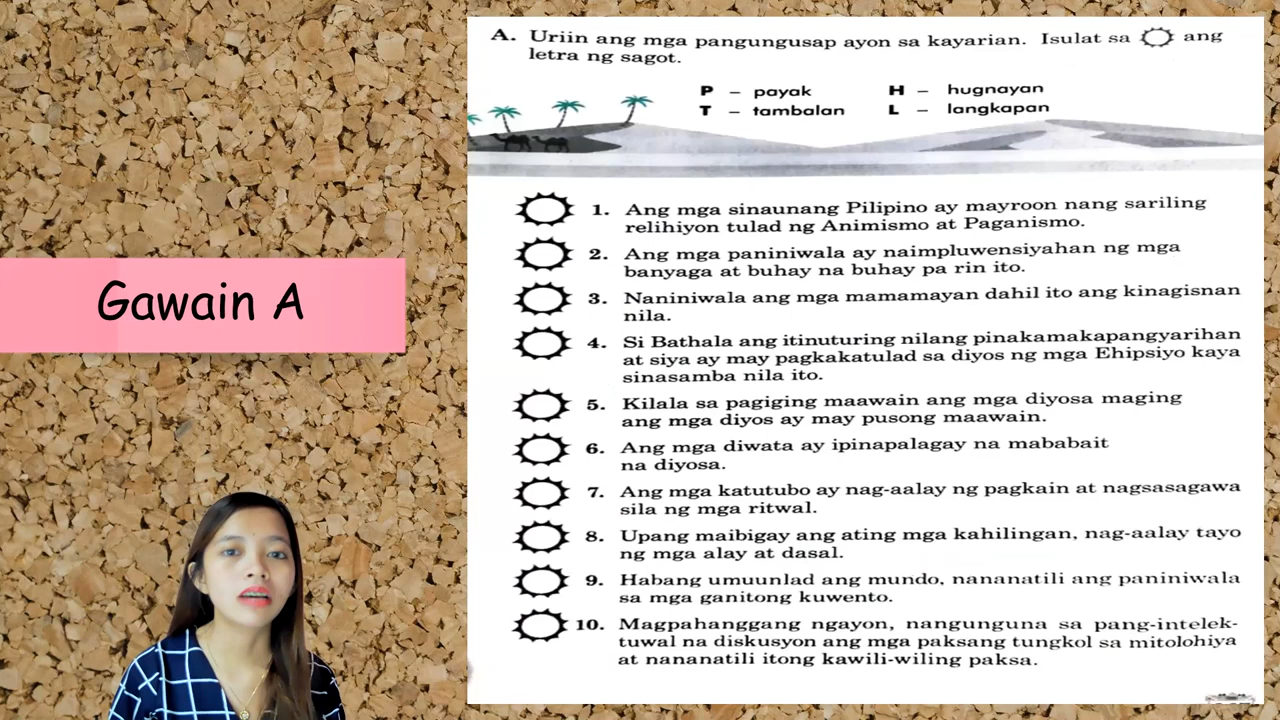 Gawain A
A. Uriin ang mga pangungusap ayon sa kayarian. Isulat sa ang
letra ng sagot.
P – payak H – hugnayan
T – tambalan L – langkapan
1. Ang mga sinaunang Pilipino ay mayroon nang sariling
relihiyon tulad ng Animismo at Paganismo.
2. Ang mga paniniwala ay naimpluwensiyahan ng mga
banyaga at buhay na buhay pa rin ito.
3. Naniniwala ang mga mamamayan dahil ito ang kinagisnan
nila.
4. Si Bathala ang itinuturing nilang pinakamakapangyarihan
at siya ay may pagkakatulad sa diyos ng mga Ehipsiyo kaya
sinasamba nila ito.
5. Kilala sa pagiging maawain ang mga diyosa maging
ang mga diyos ay may pusong maawain.
6. Ang mga diwata ay ipinapalagay na mababait
na diyosa.
7. Ang mga katutubo ay nag-aalay ng pagkain at nagsasagawa
sila ng mga ritwal.
8. Upang maibigay ang ating mga kahilingan, nag-aalay tayo
ng mga alay at dasal.
9. Habang umuunlad ang mundo, nananatili ang paniniwala
sa mga ganitong kuwento.
10. Magpahanggang ngayon, nangunguna sa pang-intelek-
tuwal na diskusyon ang mga paksang tungkol sa mitolohiya
at nananatili itong kawili-wiling paksa.